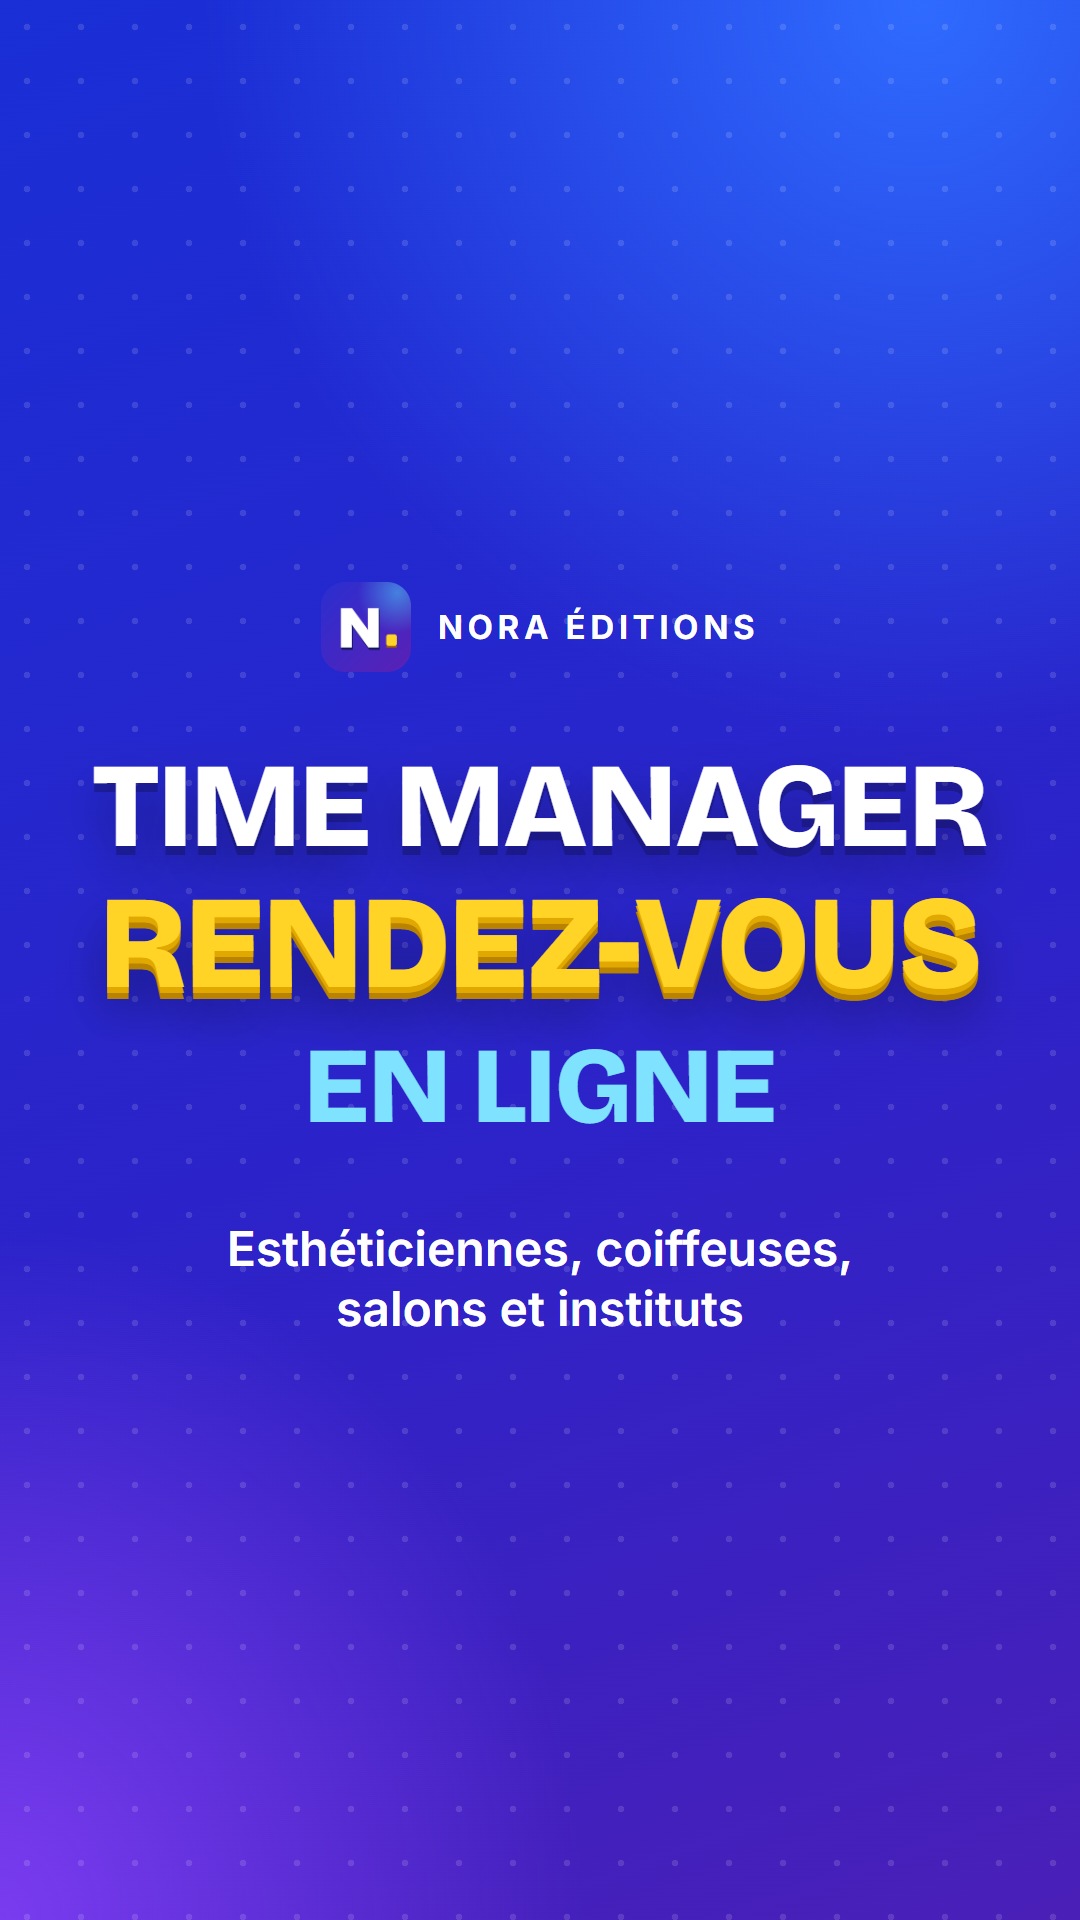 N.
NORA ÉDITIONS
TIME MANAGER
RENDEZ-VOUS
EN LIGNE
Esthéticiennes, coiffeuses,
salons et instituts